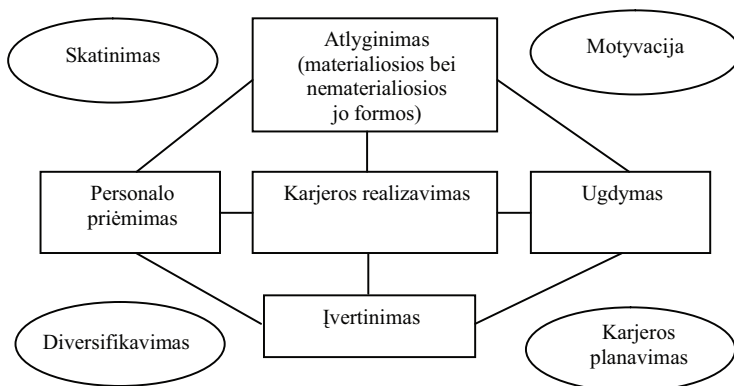 Skatinimas
Atlyginimas
(materialiosios bei
nematerialiosios
jo formos)
Motyvacija
Personalo
priėmimas
Karjeros realizavimas
Ugdymas
Įvertinimas
Diversifikavimas
Karjeros
planavimas